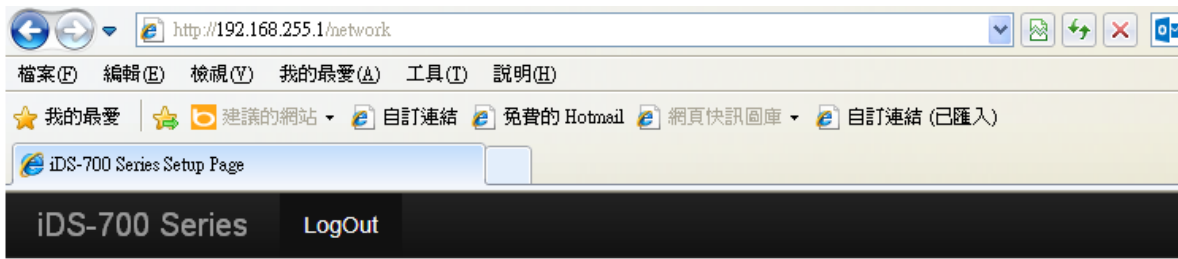 http://192.168.255.1/network
檔案(F) 編輯(E) 檢視(V) 我的最愛(A) 工具(T) 說明(H)
我的最愛 建議的網站 自訂連結 免費的 Hotmail 網頁快訊圖庫 自訂連結 (已匯入)
iDS-700 Series Setup Page
iDS-700 Series LogOut